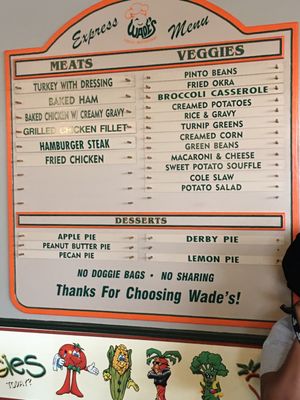 Express Wade's Menu
MEATS
VEGGIES
TURKEY WITH DRESSING
BAKED HAM
BAKED CHICKEN W/ CREAMY GRAVY
GRILLED CHICKEN FILLET
HAMBURGER STEAK
FRIED CHICKEN
PINTO BEANS
FRIED OKRA
BROCCOLI CASSEROLE
CREAMED POTATOES
RICE & GRAVY
TURNIP GREENS
CREAMED CORN
GREEN BEANS
MACARONI & CHEESE
SWEET POTATO SOUFFLE
COLE SLAW
POTATO SALAD
DESSERTS
APPLE PIE
PEANUT BUTTER PIE
PECAN PIE
DERBY PIE
LEMON PIE
NO DOGGIE BAGS • NO SHARING
Thanks For Choosing Wade's!
gies
TODAY?